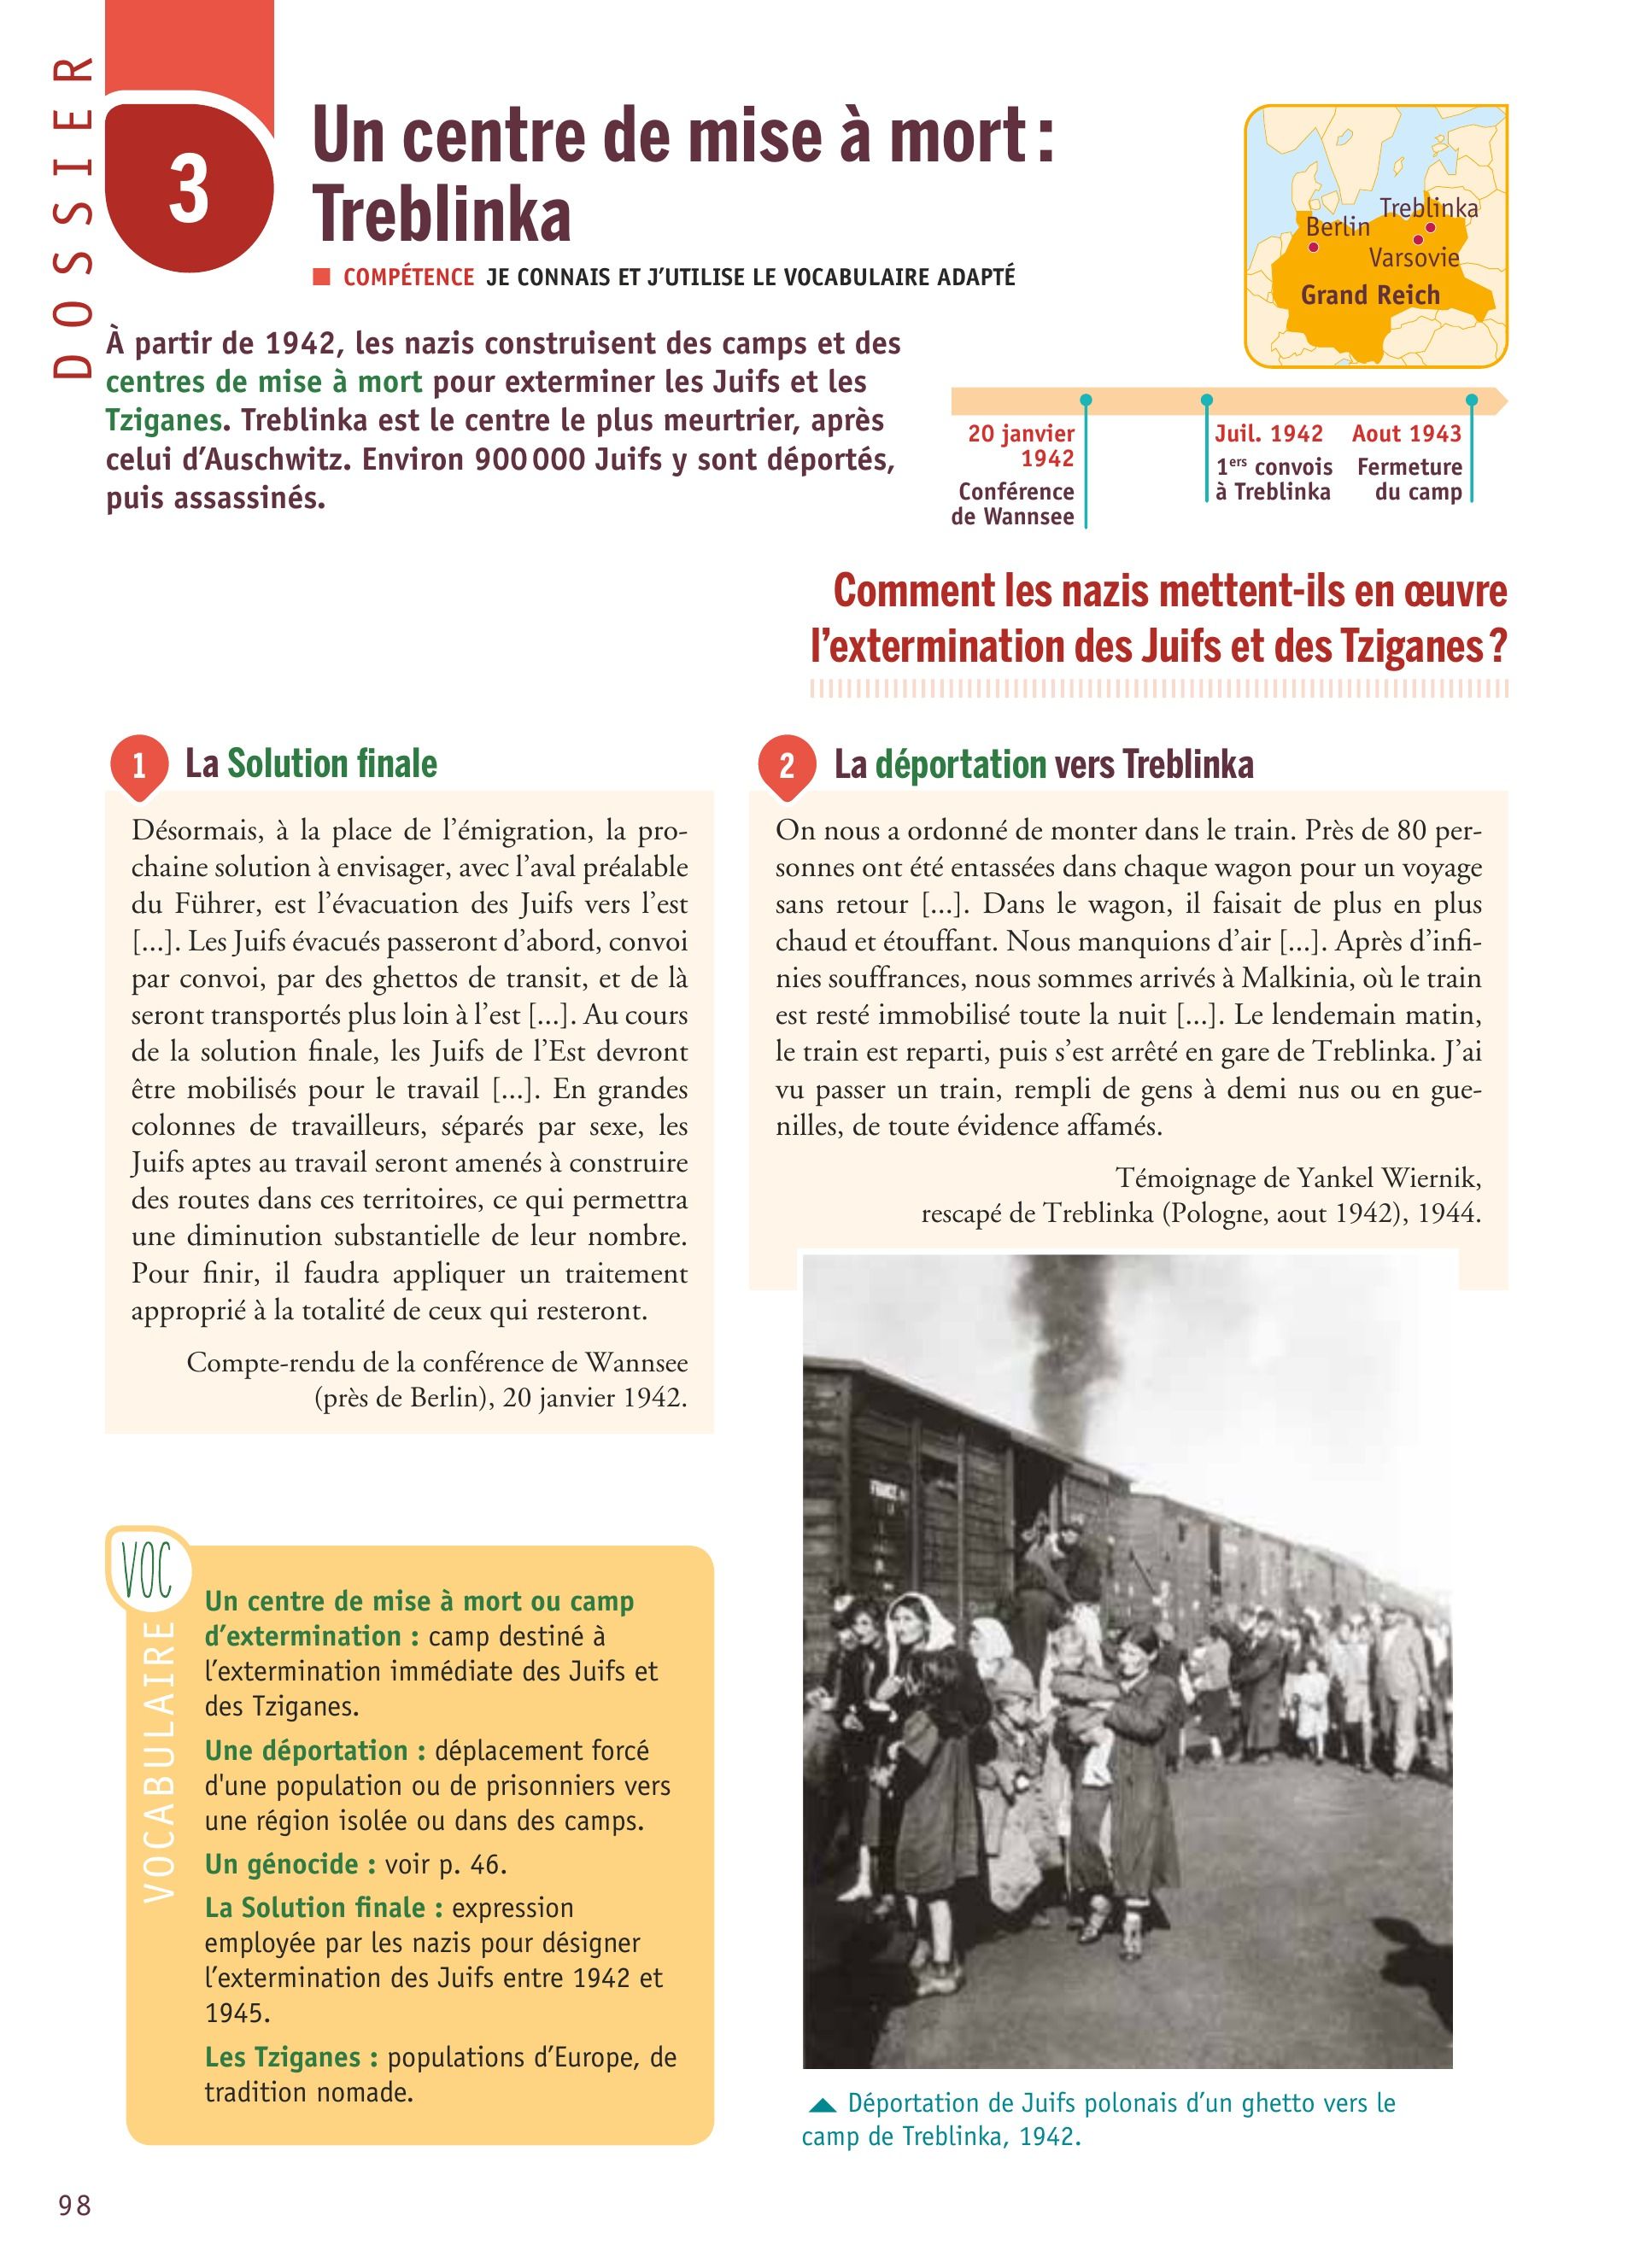 DOSSIER
3
Un centre de mise à mort :
Treblinka
COMPÉTENCE JE CONNAIS ET J'UTILISE LE VOCABULAIRE ADAPTÉ
À partir de 1942, les nazis construisent des camps et des
centres de mise à mort pour exterminer les Juifs et les
Tziganes. Treblinka est le centre le plus meurtrier, après
celui d'Auschwitz. Environ 900 000 Juifs y sont déportés,
puis assassinés.
Treblinka
Berlin
Varsovie
Grand Reich
20 janvier
1942
Conférence
de Wannsee
Juil. 1942
1ers convois
à Treblinka
Aout 1943
Fermeture
du camp
Comment les nazis mettent-ils en œuvre
l'extermination des Juifs et des Tziganes ?
1 La Solution finale
Désormais, à la place de l'émigration, la pro-
chaine solution à envisager, avec l'aval préalable
du Führer, est l'évacuation des Juifs vers l'est
[...]. Les Juifs évacués passeront d'abord, convoi
par convoi, par des ghettos de transit, et de là
seront transportés plus loin à l'est [...]. Au cours
de la solution finale, les Juifs de l'Est devront
être mobilisés pour le travail [...]. En grandes
colonnes de travailleurs, séparés par sexe, les
Juifs aptes au travail seront amenés à construire
des routes dans ces territoires, ce qui permettra
une diminution substantielle de leur nombre.
Pour finir, il faudra appliquer un traitement
approprié à la totalité de ceux qui resteront.
Compte-rendu de la conférence de Wannsee
(près de Berlin), 20 janvier 1942.
2 La déportation vers Treblinka
On nous a ordonné de monter dans le train. Près de 80 per-
sonnes ont été entassées dans chaque wagon pour un voyage
sans retour [...]. Dans le wagon, il faisait de plus en plus
chaud et étouffant. Nous manquions d'air [...]. Après d'infi-
nies souffrances, nous sommes arrivés à Malkinia, où le train
est resté immobilisé toute la nuit [...]. Le lendemain matin,
le train est reparti, puis s'est arrêté en gare de Treblinka. J'ai
vu passer un train, rempli de gens à demi nus ou en gue-
nilles, de toute évidence affamés.
Témoignage de Yankel Wiernik,
rescapé de Treblinka (Pologne, aout 1942), 1944.
VOC
VOCABULAIRE
Un centre de mise à mort ou camp
d'extermination : camp destiné à
l'extermination immédiate des Juifs et
des Tziganes.
Une déportation : déplacement forcé
d'une population ou de prisonniers vers
une région isolée ou dans des camps.
Un génocide : voir p. 46.
La Solution finale : expression
employée par les nazis pour désigner
l'extermination des Juifs entre 1942 et
1945.
Les Tziganes : populations d'Europe, de
tradition nomade.
Déportation de Juifs polonais d'un ghetto vers le
camp de Treblinka, 1942.
98